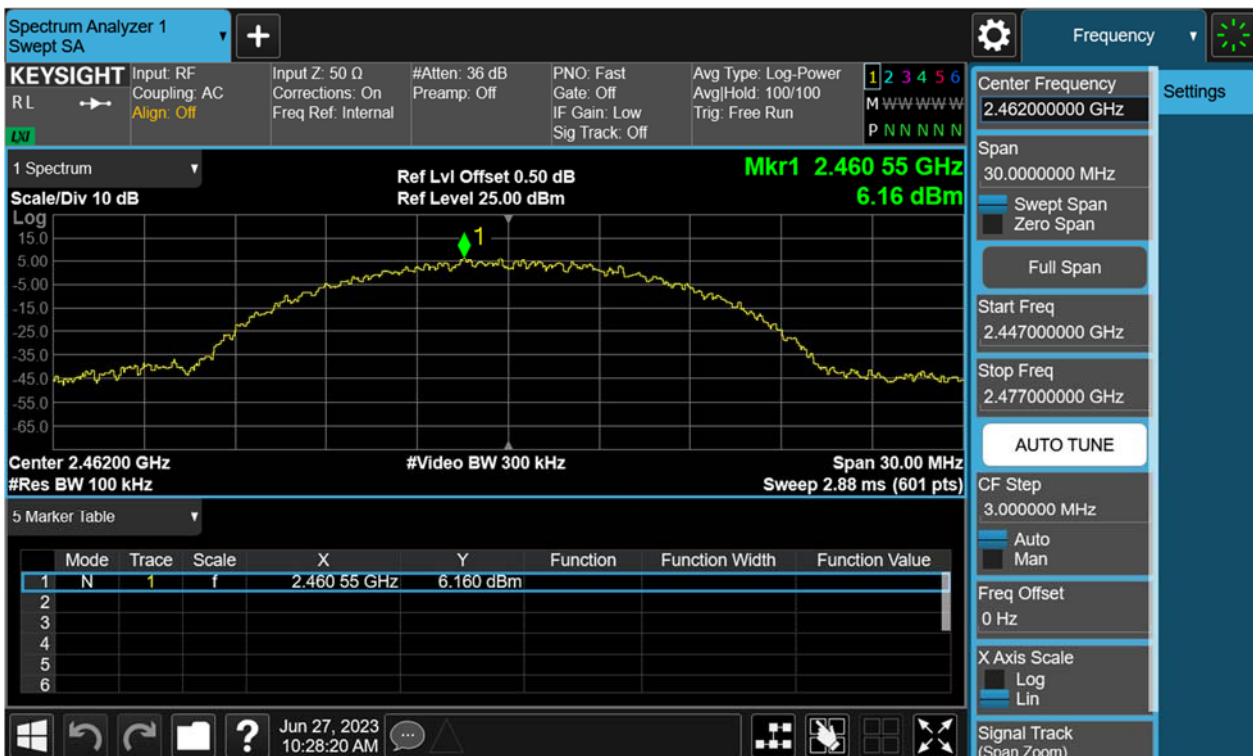 Spectrum Analyzer 1
Swept SA
Frequency
KEYSIGHT
R L
LXI
Input: RF
Coupling: AC
Align: Off
Input Z: 50 Ω
Corrections: On
Freq Ref: Internal
#Atten: 36 dB
Preamp: Off
PNO: Fast
Gate: Off
IF Gain: Low
Sig Track: Off
Avg Type: Log-Power
Avg|Hold: 100/100
Trig: Free Run
1 2 3 4 5 6
M W W W W W
P N N N N N
1 Spectrum
Scale/Div 10 dB
Ref Lvl Offset 0.50 dB
Ref Level 25.00 dBm
Mkr1 2.460 55 GHz
6.16 dBm
Log
15.0
5.00
-5.00
-15.0
-25.0
-35.0
-45.0
-55.0
-65.0
1
Center 2.46200 GHz
#Video BW 300 kHz
Span 30.00 MHz
#Res BW 100 kHz
Sweep 2.88 ms (601 pts)
5 Marker Table
Mode Trace Scale X Y Function Function Width Function Value
1 N 1 f 2.460 55 GHz 6.160 dBm
2
3
4
5
6
?
Jun 27, 2023
10:28:20 AM
Settings
Center Frequency
2.462000000 GHz
Span
30.0000000 MHz
Swept Span
Zero Span
Full Span
Start Freq
2.447000000 GHz
Stop Freq
2.477000000 GHz
AUTO TUNE
CF Step
3.000000 MHz
Auto
Man
Freq Offset
0 Hz
X Axis Scale
Log
Lin
Signal Track
(Span Zoom)